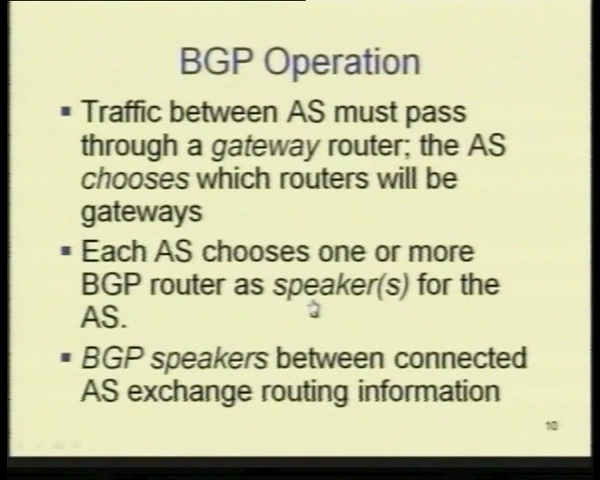 BGP Operation
▪ Traffic between AS must pass
through a gateway router; the AS
chooses which routers will be
gateways
▪ Each AS chooses one or more
BGP router as speaker(s) for the
AS.
▪ BGP speakers between connected
AS exchange routing information
10